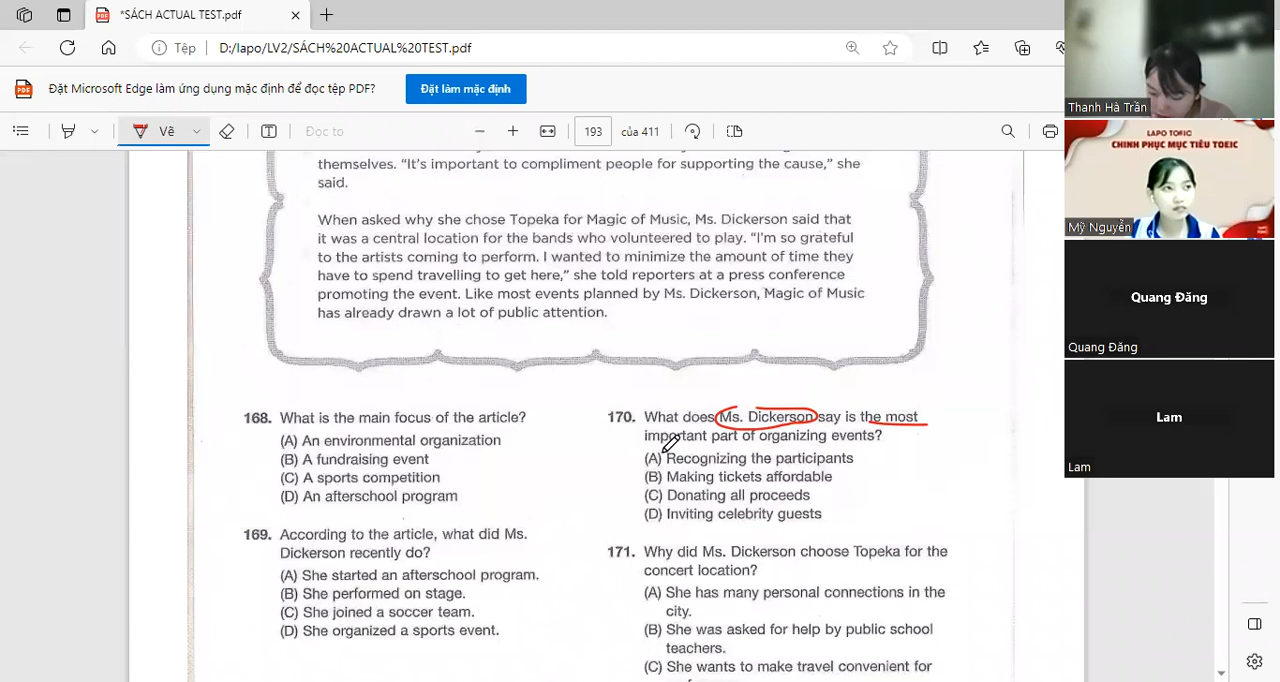 *SÁCH ACTUAL TEST.pdf
Tệp
D:/lapo/LV2/SÁCH%20ACTUAL%20TEST.pdf
Đặt Microsoft Edge làm ứng dụng mặc định để đọc tệp PDF?
Đặt làm mặc định
Vẽ
Đọc to
193
của 411
themselves. “It’s important to compliment people for supporting the cause,” she
said.
When asked why she chose Topeka for Magic of Music, Ms. Dickerson said that
it was a central location for the bands who volunteered to play. “I’m so grateful
to the artists coming to perform. I wanted to minimize the amount of time they
have to spend travelling to get here,” she told reporters at a press conference
promoting the event. Like most events planned by Ms. Dickerson, Magic of Music
has already drawn a lot of public attention.
168. What is the main focus of the article?
(A) An environmental organization
(B) A fundraising event
(C) A sports competition
(D) An afterschool program
169. According to the article, what did Ms.
Dickerson recently do?
(A) She started an afterschool program.
(B) She performed on stage.
(C) She joined a soccer team.
(D) She organized a sports event.
170. What does Ms. Dickerson say is the most
important part of organizing events?
(A) Recognizing the participants
(B) Making tickets affordable
(C) Donating all proceeds
(D) Inviting celebrity guests
171. Why did Ms. Dickerson choose Topeka for the
concert location?
(A) She has many personal connections in the
city.
(B) She was asked for help by public school
teachers.
(C) She wants to make travel convenient for
Thanh Hà Trần
LAPO TOEIC
CHINH PHỤC MỤC TIÊU TOEIC
Mỹ Nguyễn
Quang Đăng
Quang Đăng
Lam
Lam